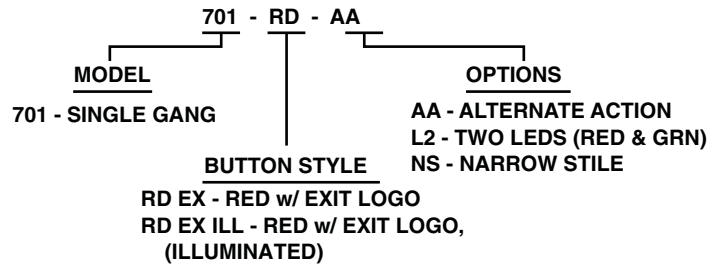 701 - RD - AA
MODEL
701 - SINGLE GANG
OPTIONS
AA - ALTERNATE ACTION
L2 - TWO LEDS (RED & GRN)
NS - NARROW STILE
BUTTON STYLE
RD EX - RED w/ EXIT LOGO
RD EX ILL - RED w/ EXIT LOGO,
(ILLUMINATED)